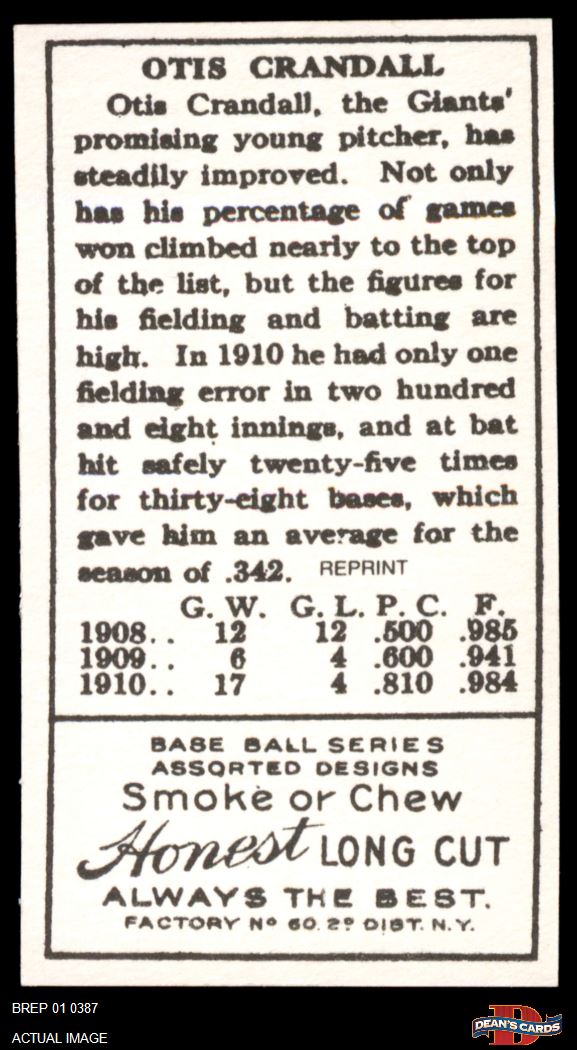 OTIS CRANDALL
Otis Crandall, the Giants'
promising young pitcher, has
steadily improved. Not only
has his percentage of games
won climbed nearly to the top
of the list, but the figures for
his fielding and batting are
high. In 1910 he had only one
fielding error in two hundred
and eight innings, and at bat
hit safely twenty-five times
for thirty-eight bases, which
gave him an average for the
season of .342. REPRINT
G. W. G. L. P. C. F.
1908.. 12 12 .500 .985
1909.. 6 4 .600 .941
1910.. 17 4 .810 .984
BASE BALL SERIES
ASSORTED DESIGNS
Smoke or Chew
Honest LONG CUT
ALWAYS THE BEST.
FACTORY No 60. 2D DIST. N.Y.
BREP 01 0387
ACTUAL IMAGE
D
DEAN'S CARDS